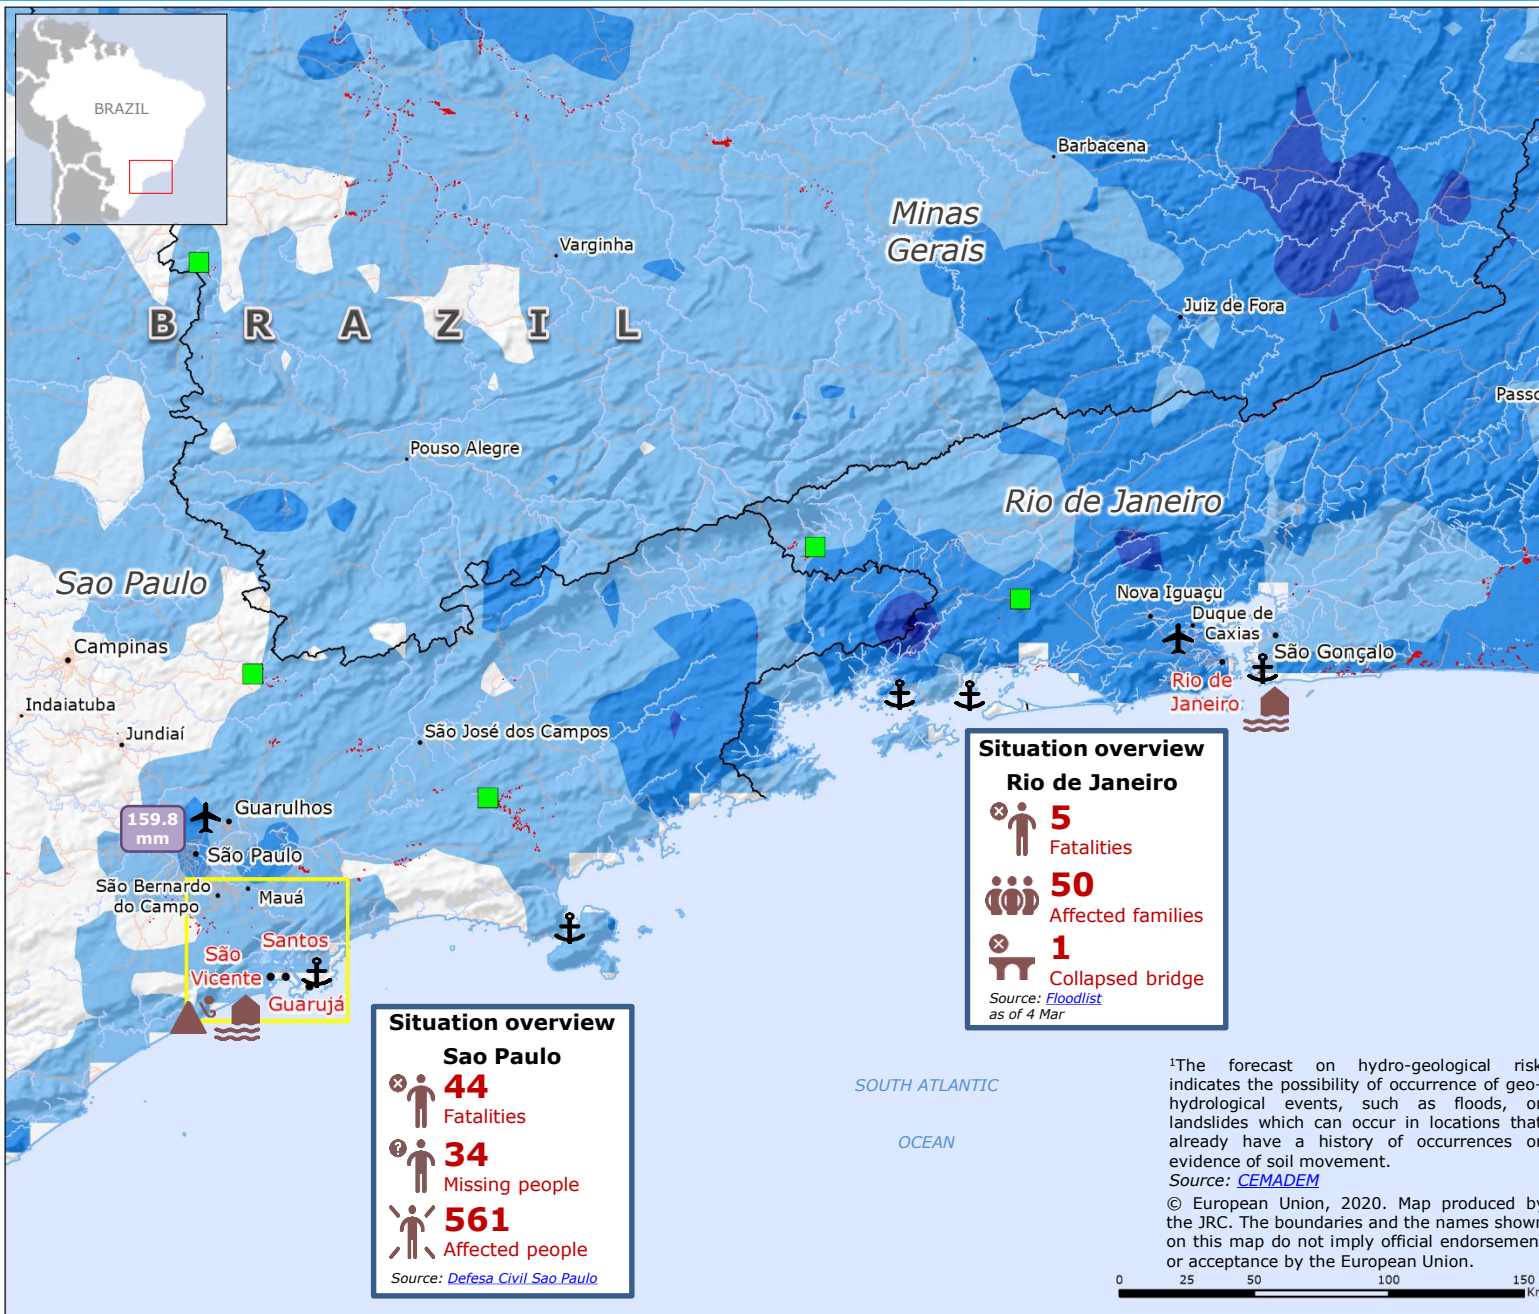 BRAZIL
Barbacena
Minas
Gerais
Varginha
B R A Z I L
Juiz de Fora
Passo
Pouso Alegre
Rio de Janeiro
Sao Paulo
Nova Iguaçu
Duque de
Caxias
São Gonçalo
Rio de
Janeiro
Campinas
Indaiatuba
Jundiaí
São José dos Campos
159.8
mm
Guarulhos
São Paulo
São Bernardo
do Campo
Mauá
Santos
São
Vicente
Guarujá
Situation overview
Rio de Janeiro
5
Fatalities
50
Affected families
1
Collapsed bridge
Source: Floodlist
as of 4 Mar
Situation overview
Sao Paulo
44
Fatalities
34
Missing people
561
Affected people
Source: Defesa Civil Sao Paulo
SOUTH ATLANTIC
OCEAN
¹The forecast on hydro-geological risk
indicates the possibility of occurrence of geo-
hydrological events, such as floods, or
landslides which can occur in locations that
already have a history of occurrences or
evidence of soil movement.
Source: CEMADEM
© European Union, 2020. Map produced by
the JRC. The boundaries and the names shown
on this map do not imply official endorsement
or acceptance by the European Union.
0 25 50 100 150
Km